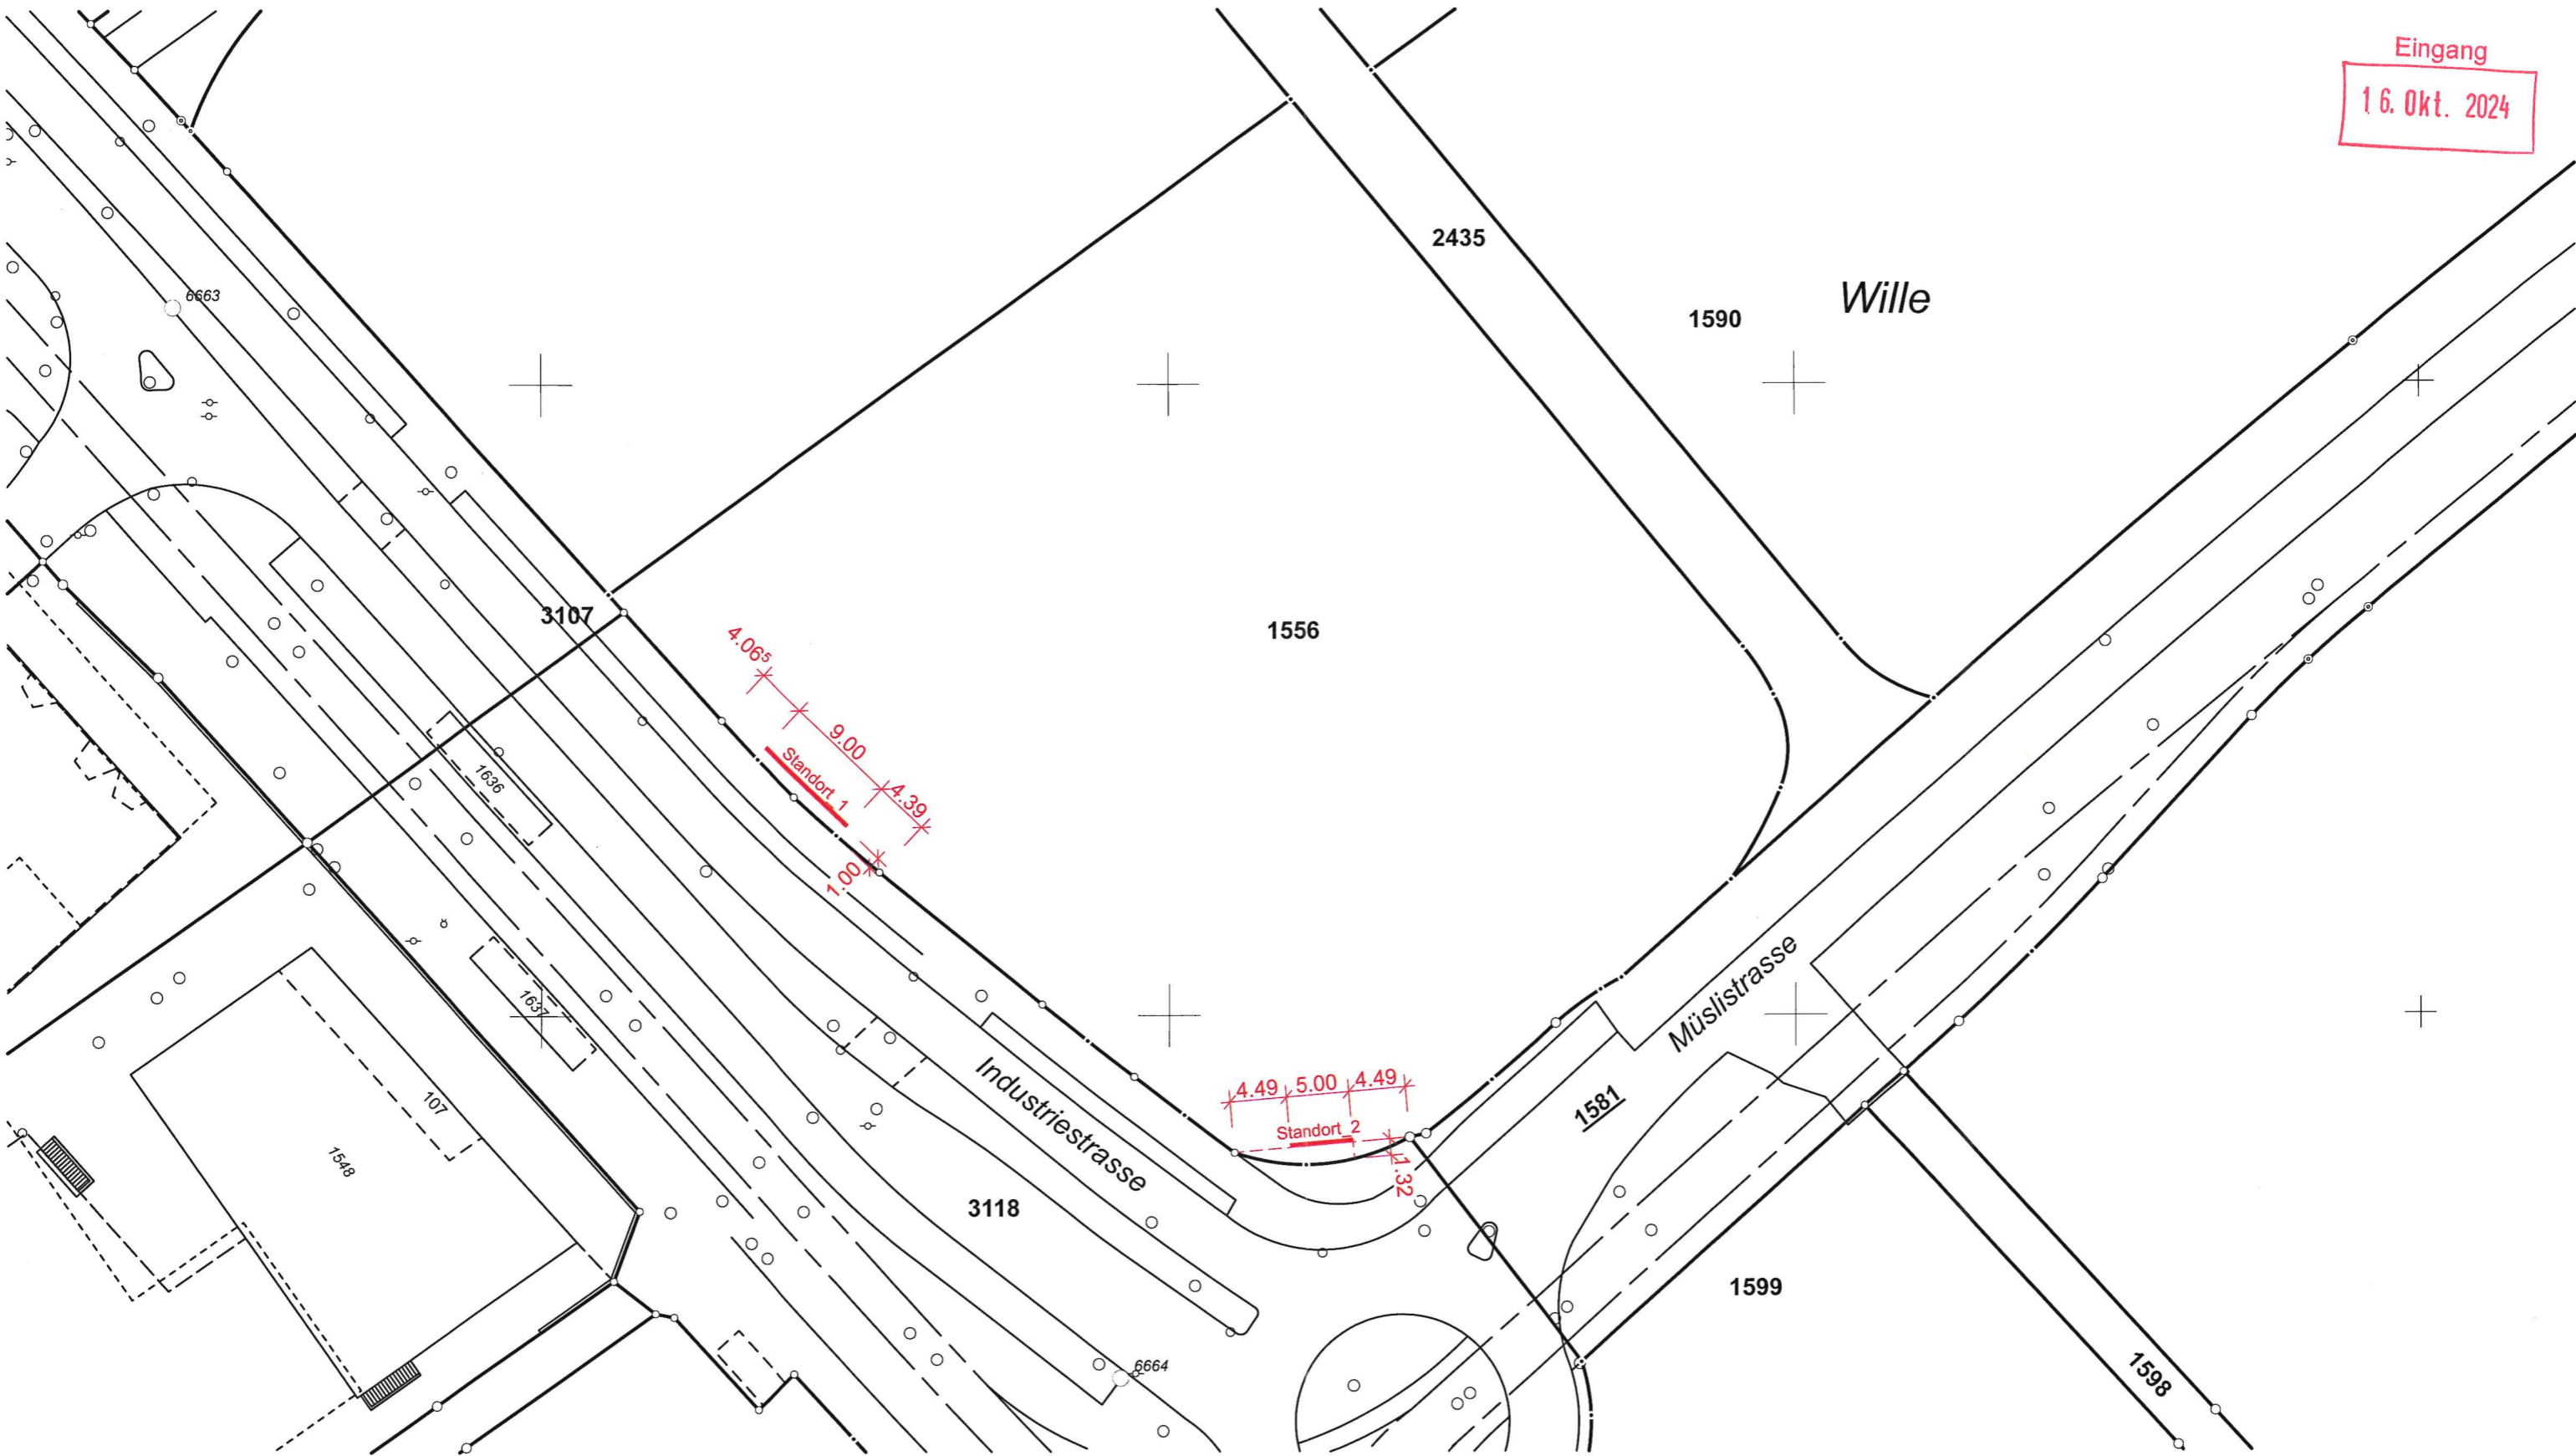 Eingang
16. Okt. 2024
2435
Wille
1590
6663
3107
1556
4.06⁵
9.00
Standort_1
4.39
1.00
1636
1637
Müslistrasse
Industriestrasse
4.49 5.00 4.49
Standort_2
1.32
1581
107
1548
3118
1599
6664
1598